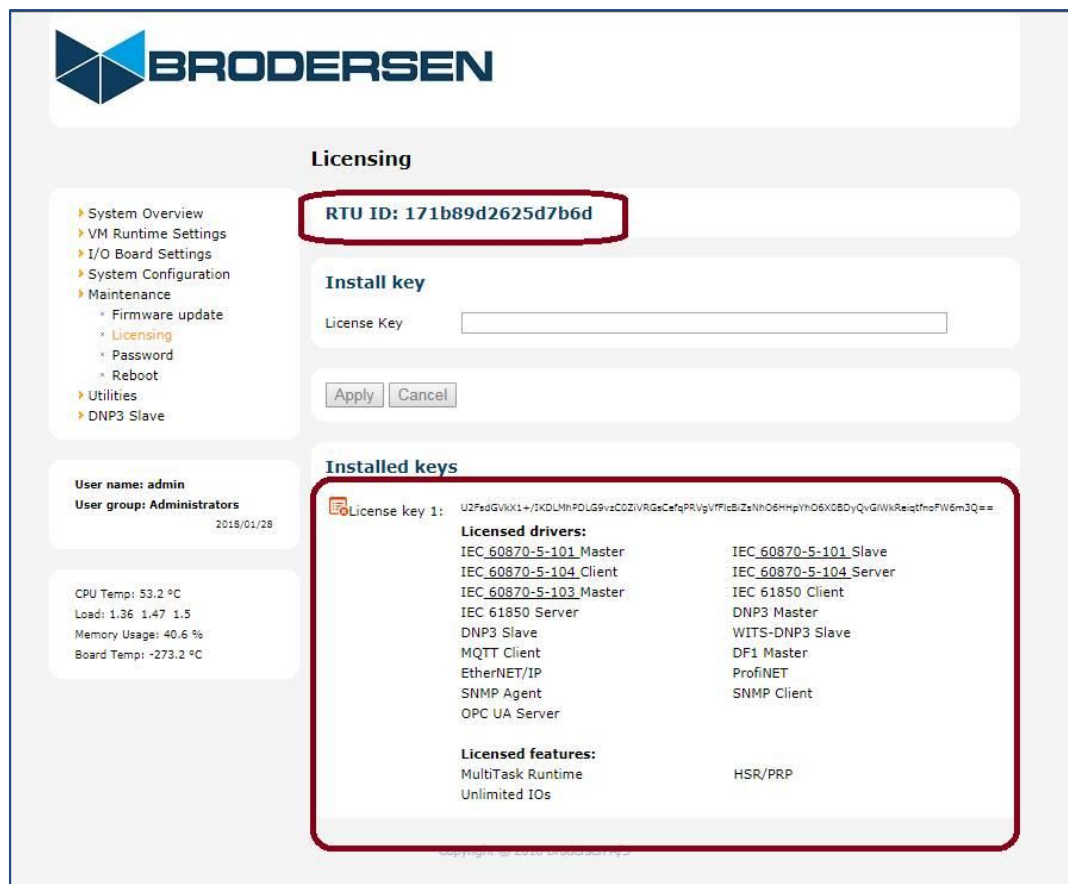 BRODERSEN
Licensing
System Overview
VM Runtime Settings
I/O Board Settings
System Configuration
Maintenance
Firmware update
Licensing
Password
Reboot
Utilities
DNP3 Slave
User name: admin
User group: Administrators
2018/01/28
CPU Temp: 53.2 ºC
Load: 1.36 1.47 1.5
Memory Usage: 40.6 %
Board Temp: -273.2 ºC
RTU ID: 171b89d2625d7b6d
Install key
License Key
Apply Cancel
Installed keys
License key 1:
Licensed drivers:
IEC 60870-5-101 Master IEC 60870-5-101 Slave
IEC 60870-5-104 Client IEC 60870-5-104 Server
IEC 60870-5-103 Master IEC 61850 Client
IEC 61850 Server DNP3 Master
DNP3 Slave WITS-DNP3 Slave
MQTT Client DF1 Master
EtherNET/IP ProfiNET
SNMP Agent SNMP Client
OPC UA Server
Licensed features:
MultiTask Runtime HSR/PRP
Unlimited IOs